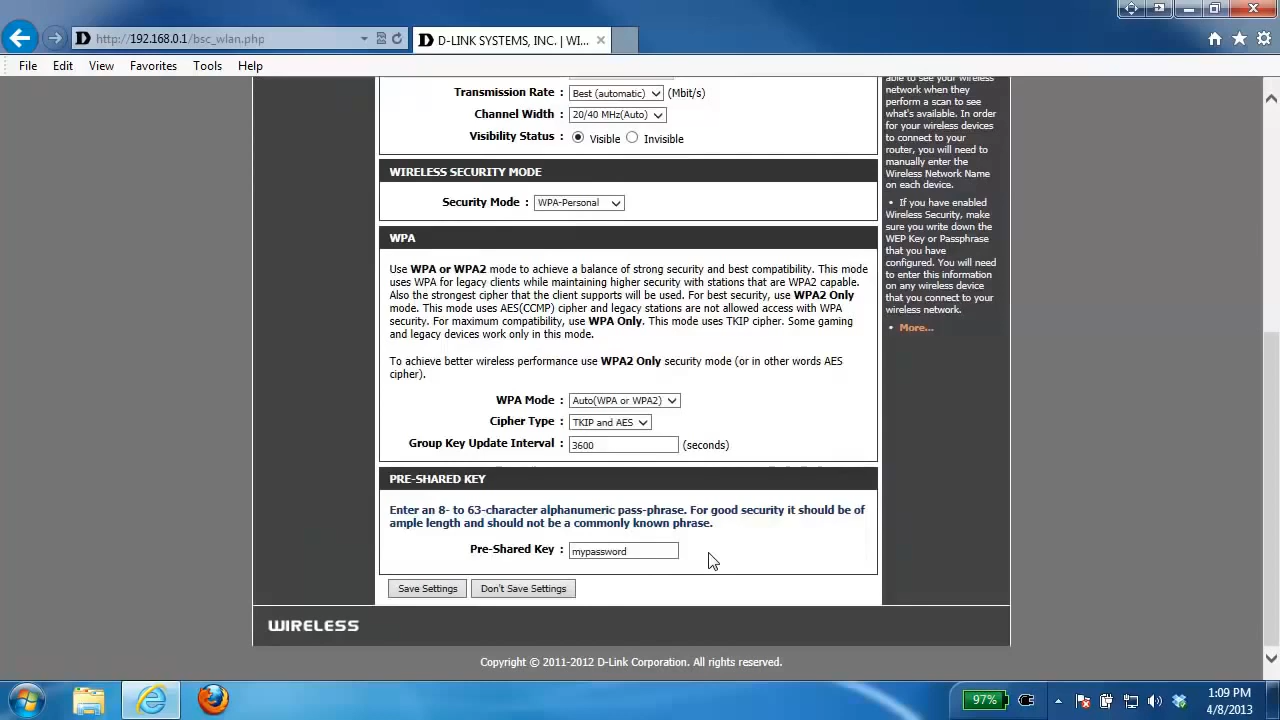 http://192.168.0.1/bsc_wlan.php
D-LINK SYSTEMS, INC. | WI...
File Edit View Favorites Tools Help
Transmission Rate : Best (automatic) (Mbit/s)
Channel Width : 20/40 MHz(Auto)
Visibility Status : Visible Invisible
WIRELESS SECURITY MODE
Security Mode : WPA-Personal
WPA
Use WPA or WPA2 mode to achieve a balance of strong security and best compatibility. This mode
uses WPA for legacy clients while maintaining higher security with stations that are WPA2 capable.
Also the strongest cipher that the client supports will be used. For best security, use WPA2 Only
mode. This mode uses AES(CCMP) cipher and legacy stations are not allowed access with WPA
security. For maximum compatibility, use WPA Only. This mode uses TKIP cipher. Some gaming
and legacy devices work only in this mode.
To achieve better wireless performance use WPA2 Only security mode (or in other words AES
cipher).
WPA Mode : Auto(WPA or WPA2)
Cipher Type : TKIP and AES
Group Key Update Interval : 3600 (seconds)
PRE-SHARED KEY
Enter an 8- to 63-character alphanumeric pass-phrase. For good security it should be of
ample length and should not be a commonly known phrase.
Pre-Shared Key : mypassword
Save Settings Don't Save Settings
able to see your wireless
network when they
perform a scan to see
what's available. In order
for your wireless devices
to connect to your
router, you will need to
manually enter the
Wireless Network Name
on each device.
• If you have enabled
Wireless Security, make
sure you write down the
WEP Key or Passphrase
that you have
configured. You will need
to enter this information
on any wireless device
that you connect to your
wireless network.
• More...
WIRELESS
Copyright © 2011-2012 D-Link Corporation. All rights reserved.
97%
1:09 PM
4/8/2013